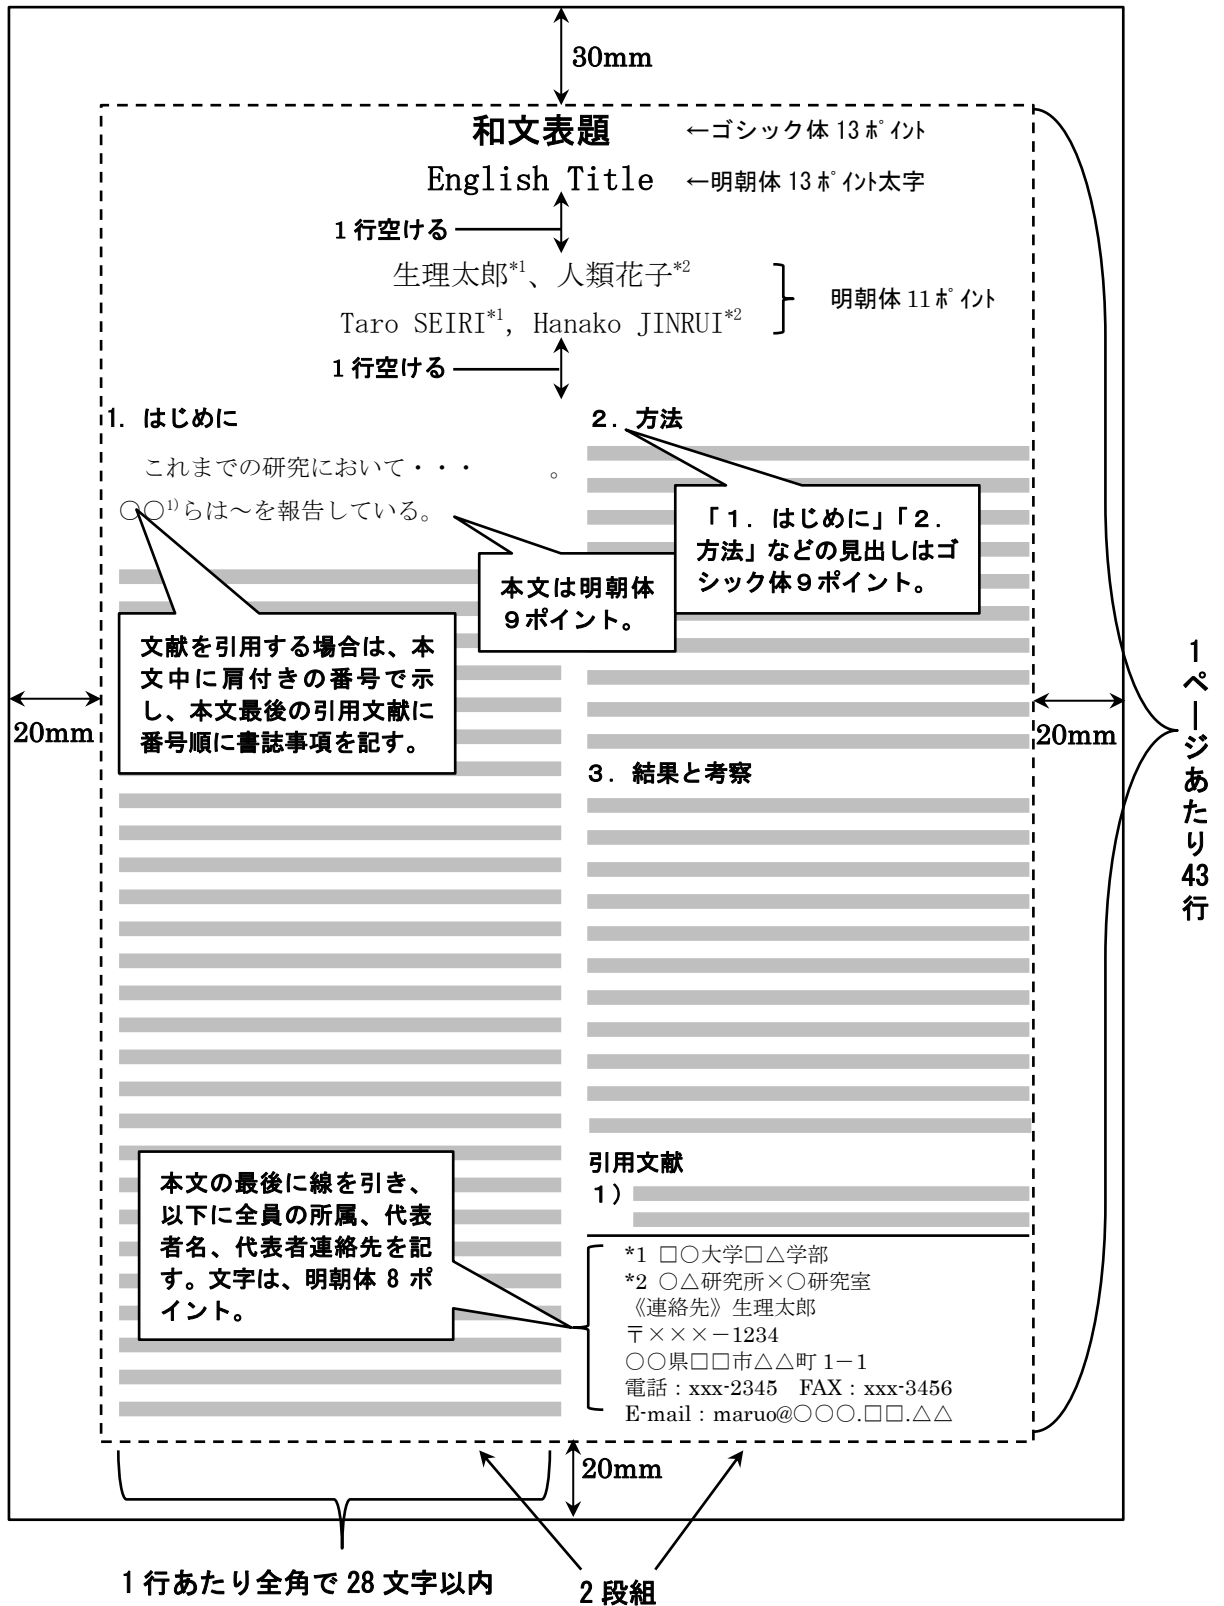 30mm
和文表題 ←ゴシック体 13 ﾎﾟｲﾝﾄ
English Title ←明朝体 13 ﾎﾟｲﾝﾄ太字
1 行空ける
生理太郎*1、人類花子*2
Taro SEIRI*1, Hanako JINRUI*2
明朝体 11 ﾎﾟｲﾝﾄ
1 行空ける
1. はじめに
これまでの研究において・・・　　　。
○○1)らは～を報告している。
本文は明朝体
９ポイント。
文献を引用する場合は、本
文中に肩付きの番号で示
し、本文最後の引用文献に
番号順に書誌事項を記す。
20mm
本文の最後に線を引き、
以下に全員の所属、代表
者名、代表者連絡先を記
す。文字は、明朝体 8 ポ
イント。
２. 方法
「１. はじめに」「２.
方法」などの見出しはゴ
シック体９ポイント。
３. 結果と考察
引用文献
１）
*1 □○大学□△学部
*2 ○△研究所×○研究室
《連絡先》生理太郎
〒×××－1234
○○県□□市△△町 1－1
電話：xxx-2345　FAX：xxx-3456
E-mail：maruo@○○○.□□.△△
20mm
1ページあたり43行
20mm
1 行あたり全角で 28 文字以内
2 段組